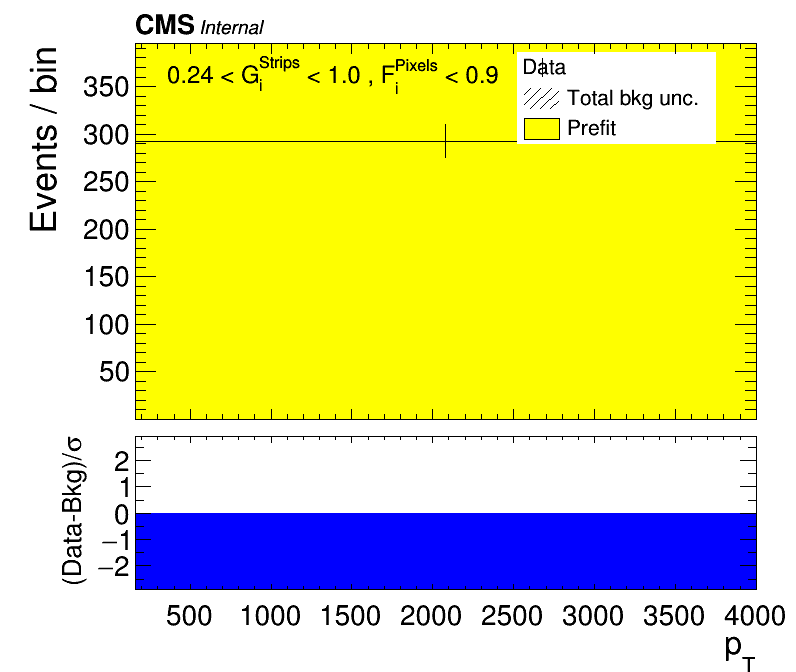 CMS Internal
Events / bin
0.24 < G_i^Strips < 1.0 , F_i^Pixels < 0.9
Data
Total bkg unc.
Prefit
350
300
250
200
150
100
50
(Data-Bkg)/σ
2
1
0
−1
−2
500 1000 1500 2000 2500 3000 3500 4000
p_T